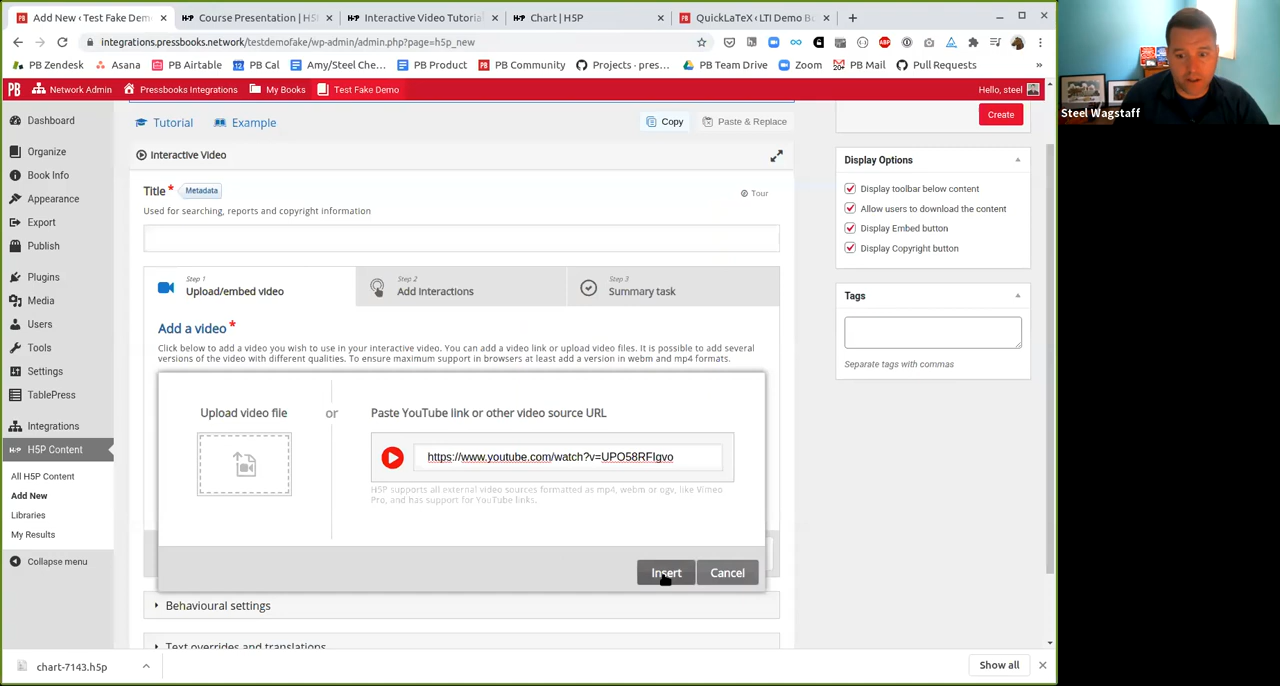 Add New ‹ Test Fake Dem
Course Presentation | H5
Interactive Video Tutoria
Chart | H5P
QuickLaTeX ‹ LTI Demo B
integrations.pressbooks.network/testdemofake/wp-admin/admin.php?page=h5p_new
PB Zendesk
Asana
PB Airtable
PB Cal
Amy/Steel Che...
PB Product
PB Community
Projects · pres...
PB Team Drive
Zoom
PB Mail
Pull Requests
»
PB
Network Admin
Pressbooks Integrations
My Books
Test Fake Demo
Hello, steel
Dashboard
Organize
Book Info
Appearance
Export
Publish
Plugins
Media
Users
Tools
Settings
TablePress
Integrations
H5P Content
All H5P Content
Add New
Libraries
My Results
Collapse menu
Tutorial
Example
Copy
Paste & Replace
Interactive Video
Title *
Metadata
Tour
Used for searching, reports and copyright information
Step 1
Upload/embed video
Step 2
Add Interactions
Step 3
Summary task
Add a video *
Click below to add a video you wish to use in your interactive video. You can add a video link or upload video files. It is possible to add several
versions of the video with different qualities. To ensure maximum support in browsers at least add a version in webm and mp4 formats.
Upload video file
or
Paste YouTube link or other video source URL
https://www.youtube.com/watch?v=UPO58RFIgvo
H5P supports all external video sources formatted as mp4, webm or ogv, like Vimeo
Pro, and has support for YouTube links.
Insert
Cancel
Behavioural settings
Text overrides and translations
Create
Display Options
Display toolbar below content
Allow users to download the content
Display Embed button
Display Copyright button
Tags
Separate tags with commas
Steel Wagstaff
chart-7143.h5p
Show all